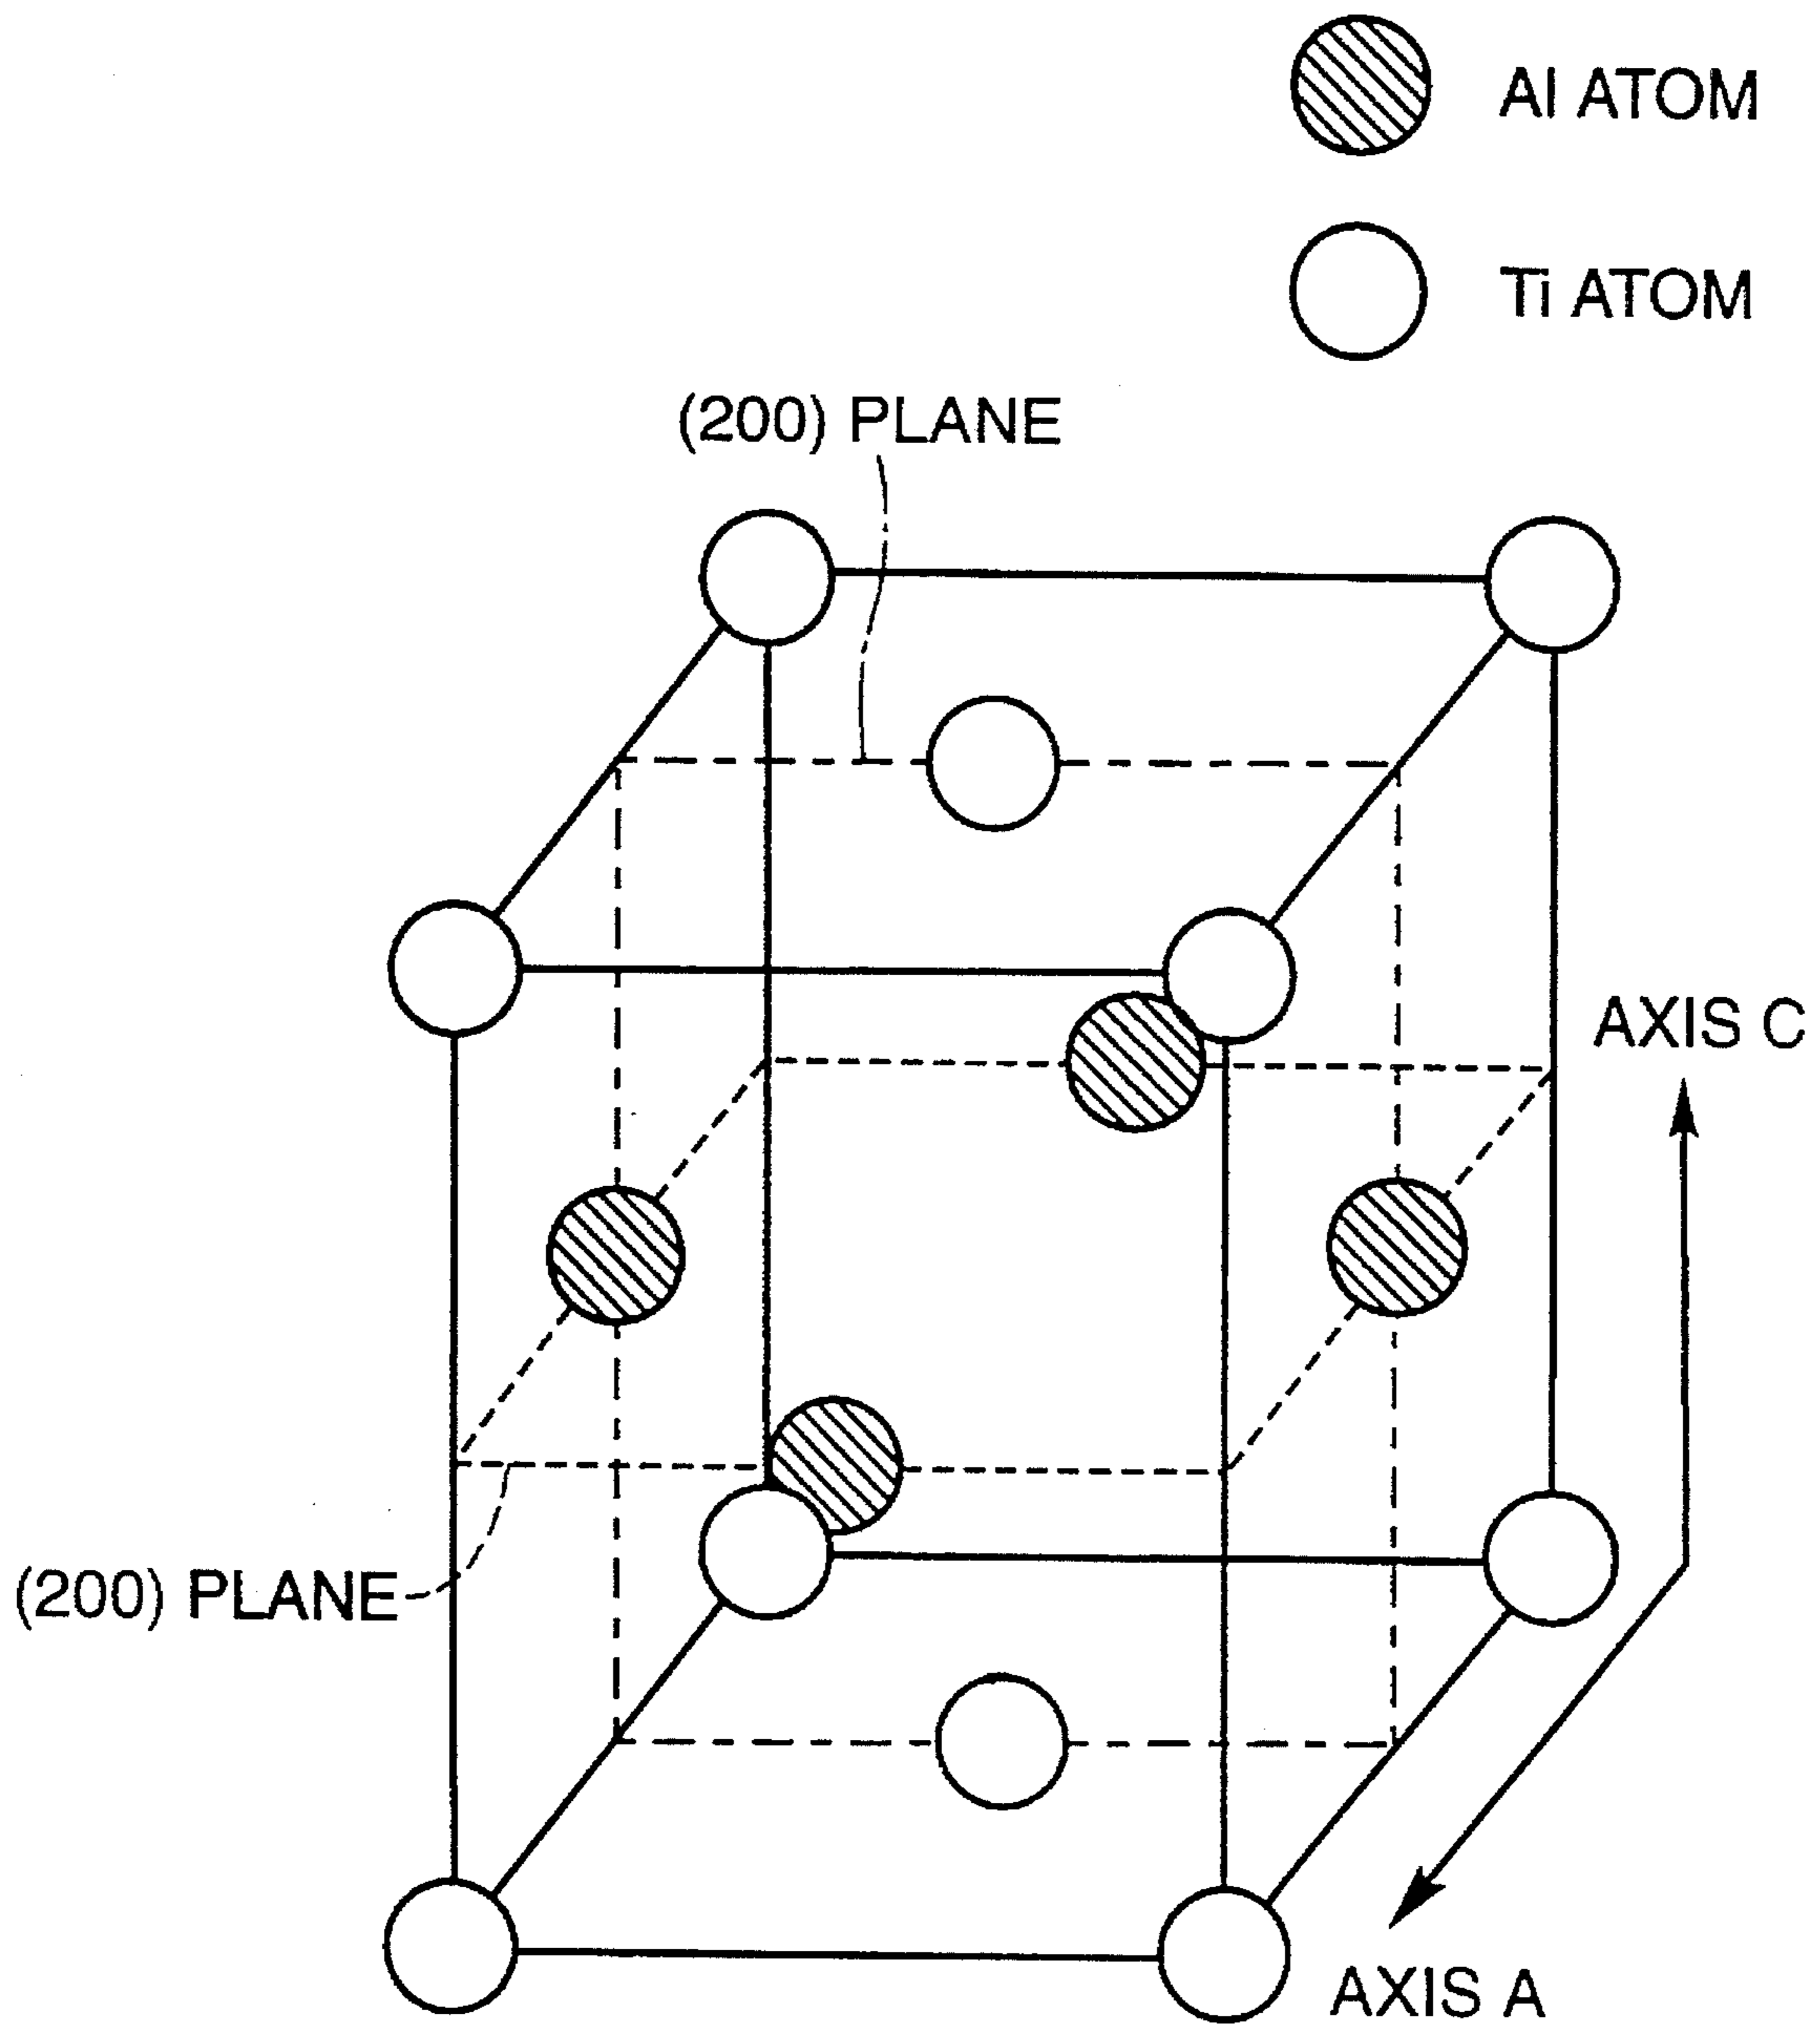 Al ATOM
Ti ATOM
(200) PLANE
AXIS C
(200) PLANE
AXIS A